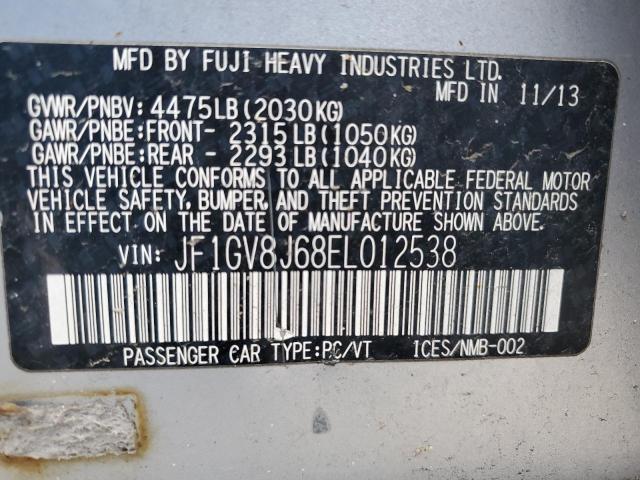 MFD BY FUJI HEAVY INDUSTRIES LTD.
MFD IN 11/13
GVWR/PNBV: 4475LB(2030KG)
GAWR/PNBE:FRONT- 2315LB(1050KG)
GAWR/PNBE:REAR - 2293LB(1040KG)
THIS VEHICLE CONFORMS TO ALL APPLICABLE FEDERAL MOTOR
VEHICLE SAFETY, BUMPER, AND THEFT PREVENTION STANDARDS
IN EFFECT ON THE DATE OF MANUFACTURE SHOWN ABOVE.
VIN: JF1GV8J68EL012538
PASSENGER CAR TYPE:PC/VT ICES/NMB-002